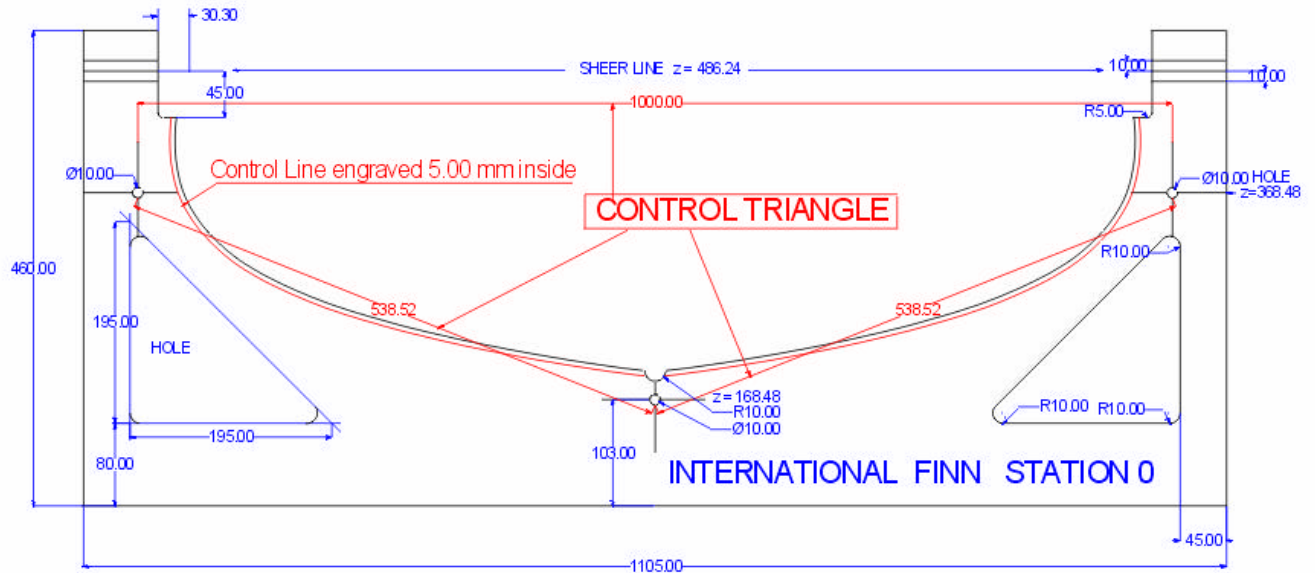 30.30
SHEER LINE z= 486.24
10.00
10.00
45.00
1000.00
R5.00
Control Line engraved 5.00 mm inside
Ø10.00
Ø10.00 HOLE
z=368.48
CONTROL TRIANGLE
R10.00
460.00
538.52
538.52
195.00
HOLE
z= 168.48
R10.00
R10.00
R10.00
Ø10.00
195.00
80.00
103.00
INTERNATIONAL FINN STATION 0
45.00
1105.00